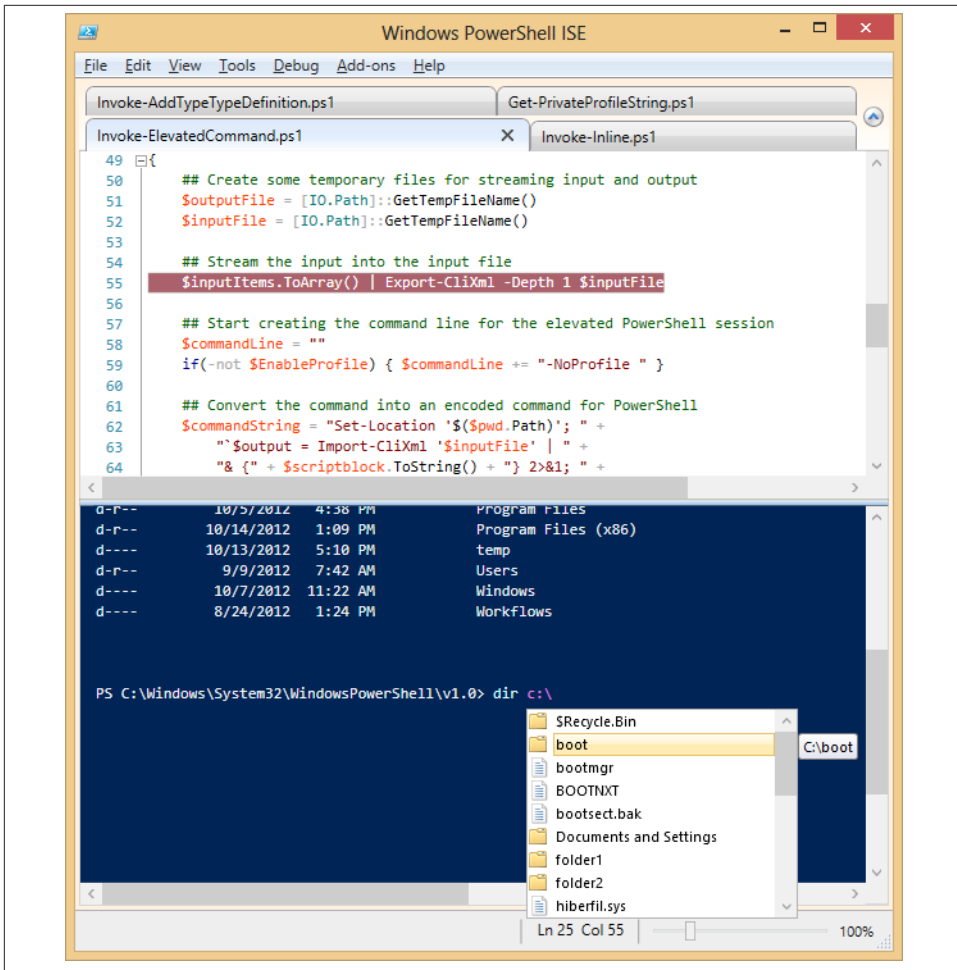 Windows PowerShell ISE
File Edit View Tools Debug Add-ons Help
Invoke-AddTypeTypeDefinition.ps1 Get-PrivateProfileString.ps1
Invoke-ElevatedCommand.ps1 Invoke-Inline.ps1
49 {
50 ## Create some temporary files for streaming input and output
51 $outputFile = [IO.Path]::GetTempFileName()
52 $inputFile = [IO.Path]::GetTempFileName()
53
54 ## Stream the input into the input file
55 $inputItems.ToArray() | Export-CliXml -Depth 1 $inputFile
56
57 ## Start creating the command line for the elevated PowerShell session
58 $commandLine = ""
59 if(-not $EnableProfile) { $commandLine += "-NoProfile " }
60
61 ## Convert the command into an encoded command for PowerShell
62 $commandString = "Set-Location '$($pwd.Path)'; " +
63 "`$output = Import-CliXml '$inputFile' | " +
64 "& {" + $scriptblock.ToString() + "} 2>&1; " +
d-r-- 10/5/2012 4:38 PM Program Files
d-r-- 10/14/2012 1:09 PM Program Files (x86)
d---- 10/13/2012 5:10 PM temp
d-r-- 9/9/2012 7:42 AM Users
d---- 10/7/2012 11:22 AM Windows
d---- 8/24/2012 1:24 PM Workflows
PS C:\Windows\System32\WindowsPowerShell\v1.0> dir c:\
$Recycle.Bin
boot C:\boot
bootmgr
BOOTNXT
bootsect.bak
Documents and Settings
folder1
folder2
hiberfil.sys
Ln 25 Col 55 100%